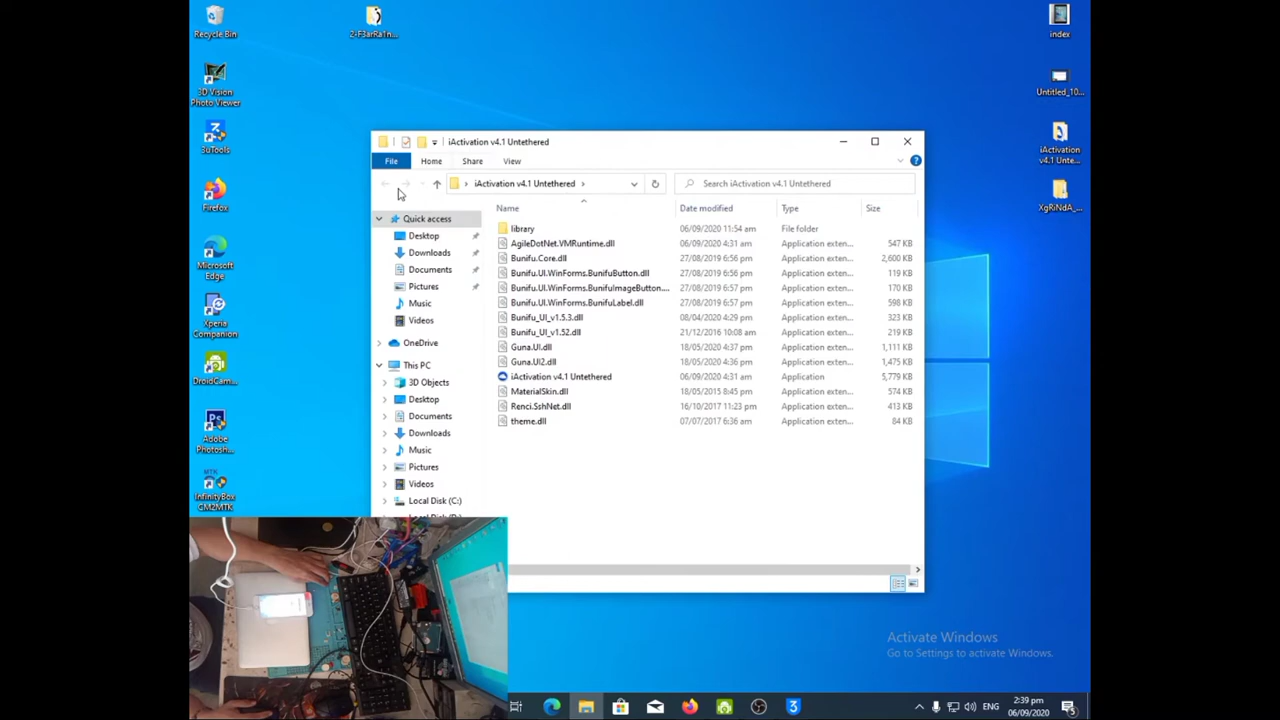 Recycle Bin
2-F3arRa1n...
3D Vision
Photo Viewer
3uTools
Firefox
Microsoft
Edge
Xperia
Companion
DroidCam...
Adobe
Photosh...
MTK
InfinityBox
CM2MTK
index
Untitled_10...
iActivation
v4.1 Unte...
XgRiNdA_...
iActivation v4.1 Untethered
File
Home
Share
View
iActivation v4.1 Untethered
Search iActivation v4.1 Untethered
Quick access
Desktop
Downloads
Documents
Pictures
Music
Videos
OneDrive
This PC
3D Objects
Desktop
Documents
Downloads
Music
Pictures
Videos
Local Disk (C:)
Name Date modified Type Size
library 06/09/2020 11:54 am File folder
AgileDotNet.VMRuntime.dll 06/09/2020 4:31 am Application exten... 547 KB
Bunifu.Core.dll 27/08/2019 6:56 pm Application exten... 2,600 KB
Bunifu.UI.WinForms.BunifuButton.dll 27/08/2019 6:56 pm Application exten... 119 KB
Bunifu.UI.WinForms.BunifuImageButton.... 27/08/2019 6:57 pm Application exten... 170 KB
Bunifu.UI.WinForms.BunifuLabel.dll 27/08/2019 6:57 pm Application exten... 598 KB
Bunifu_UI_v1.5.3.dll 08/04/2020 4:29 pm Application exten... 323 KB
Bunifu_UI_v1.52.dll 21/12/2016 10:08 am Application exten... 219 KB
Guna.UI.dll 18/05/2020 4:37 pm Application exten... 1,111 KB
Guna.UI2.dll 18/05/2020 4:36 pm Application exten... 1,475 KB
iActivation v4.1 Untethered 06/09/2020 4:31 am Application 5,779 KB
MaterialSkin.dll 18/05/2015 8:45 pm Application exten... 574 KB
Renci.SshNet.dll 16/10/2017 11:23 pm Application exten... 413 KB
theme.dll 07/07/2017 6:36 am Application exten... 84 KB
Activate Windows
Go to Settings to activate Windows.
ENG
2:39 pm
06/09/2020